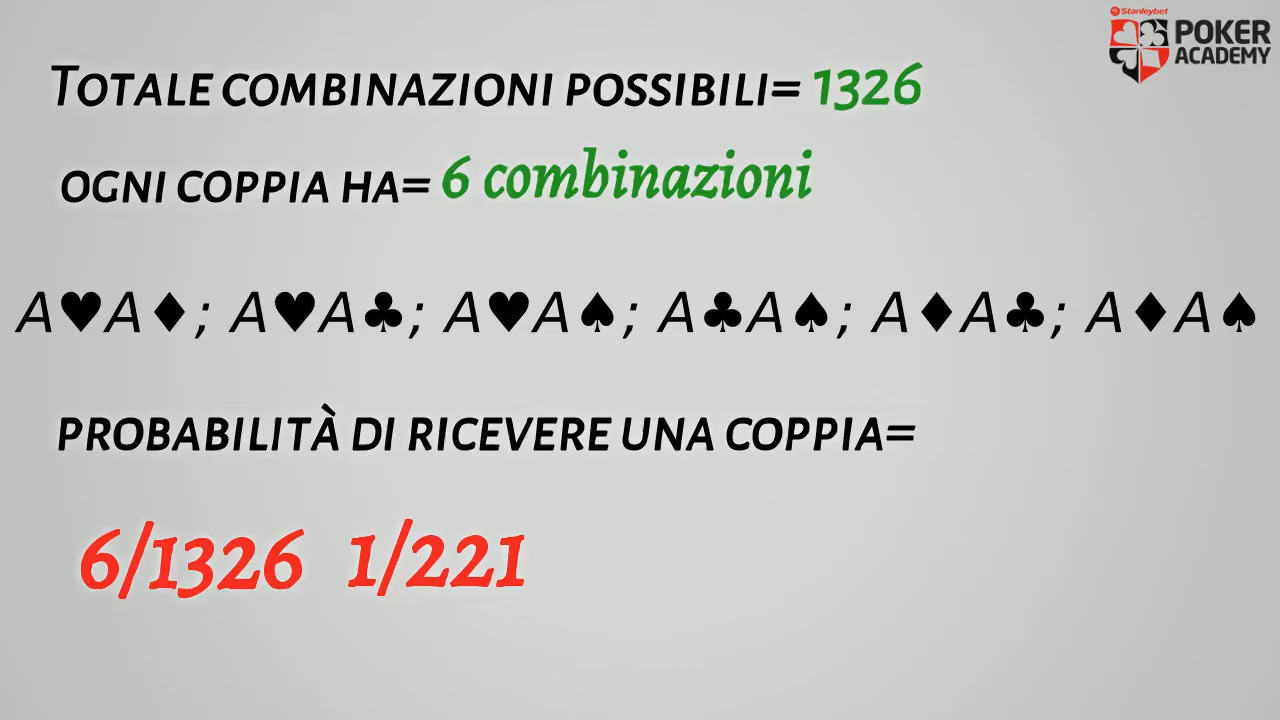 Stanleybet
POKER
ACADEMY
TOTALE COMBINAZIONI POSSIBILI= 1326
OGNI COPPIA HA= 6 combinazioni
A♥A♦; A♥A♣; A♥A♠; A♣A♠; A♦A♣; A♦A♠
PROBABILITÀ DI RICEVERE UNA COPPIA=
6/1326 1/221